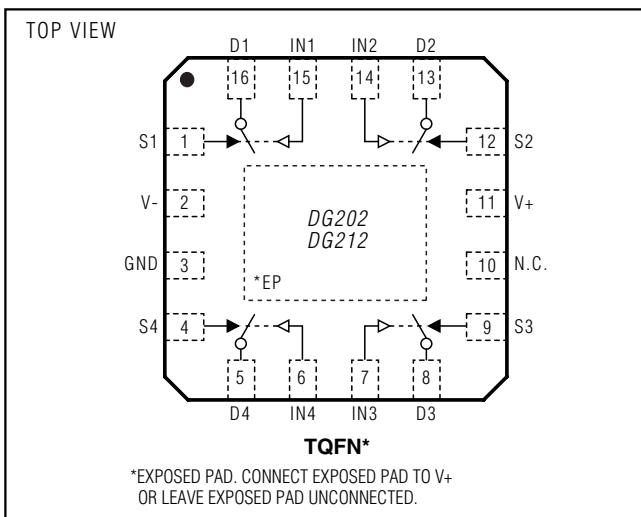 TOP VIEW
D1 IN1 IN2 D2
16 15 14 13
S1 1 12 S2
V- 2 11 V+
DG202
DG212
GND 3 10 N.C.
*EP
S4 4 9 S3
5 6 7 8
D4 IN4 IN3 D3
TQFN*
*EXPOSED PAD. CONNECT EXPOSED PAD TO V+
OR LEAVE EXPOSED PAD UNCONNECTED.